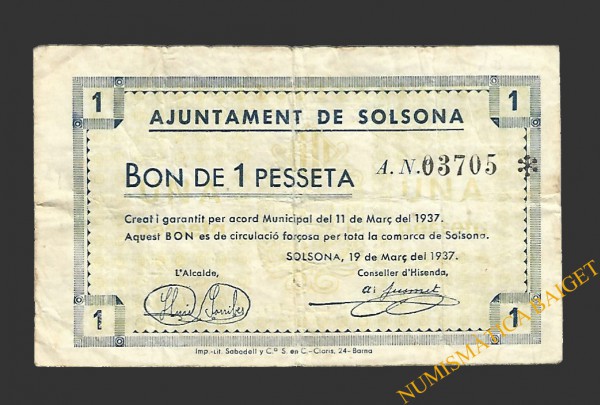 1 1
AJUNTAMENT DE SOLSONA
BON DE 1 PESSETA
A.N.03705 *
Creat i garantit per acord Municipal del 11 de Març del 1937.
Aquest BON es de circulació forçosa per tota la comarca de Solsona.
SOLSONA, 19 de Març del 1937.
L'Alcalde, Conseller d'Hisenda,
1 1
Imp.-Lit. Sabadell y C.ª S. en C.-Claris, 24-Barna
NUMISMATICA BAIGET